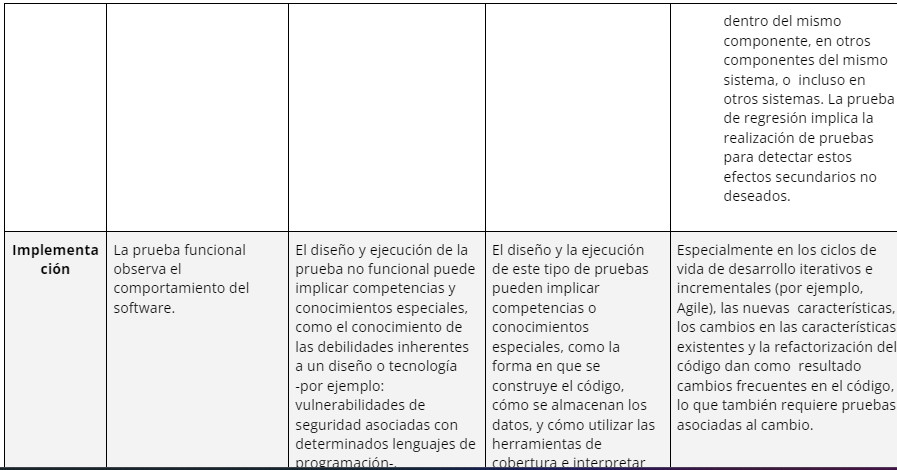 dentro del mismo
componente, en otros
componentes del mismo
sistema, o  incluso en
otros sistemas. La prueba
de regresión implica la
realización de pruebas
para detectar estos
efectos secundarios no
deseados.
Implementa
ción
La prueba funcional
observa el
comportamiento del
software.
El diseño y ejecución de la
prueba no funcional puede
implicar competencias y
conocimientos especiales,
como el conocimiento de
las debilidades inherentes
a un diseño o tecnología
-por ejemplo:
vulnerabilidades de
seguridad asociadas con
determinados lenguajes de
programación-.
El diseño y la ejecución
de este tipo de pruebas
pueden implicar
competencias o
conocimientos
especiales, como la
forma en que se
construye el código,
cómo se almacenan los
datos, y cómo utilizar las
herramientas de
cobertura e interpretar
Especialmente en los ciclos de
vida de desarrollo iterativos e
incrementales (por ejemplo,
Agile), las nuevas  características,
los cambios en las características
existentes y la refactorización del
código dan como  resultado
cambios frecuentes en el código,
lo que también requiere pruebas
asociadas al cambio.